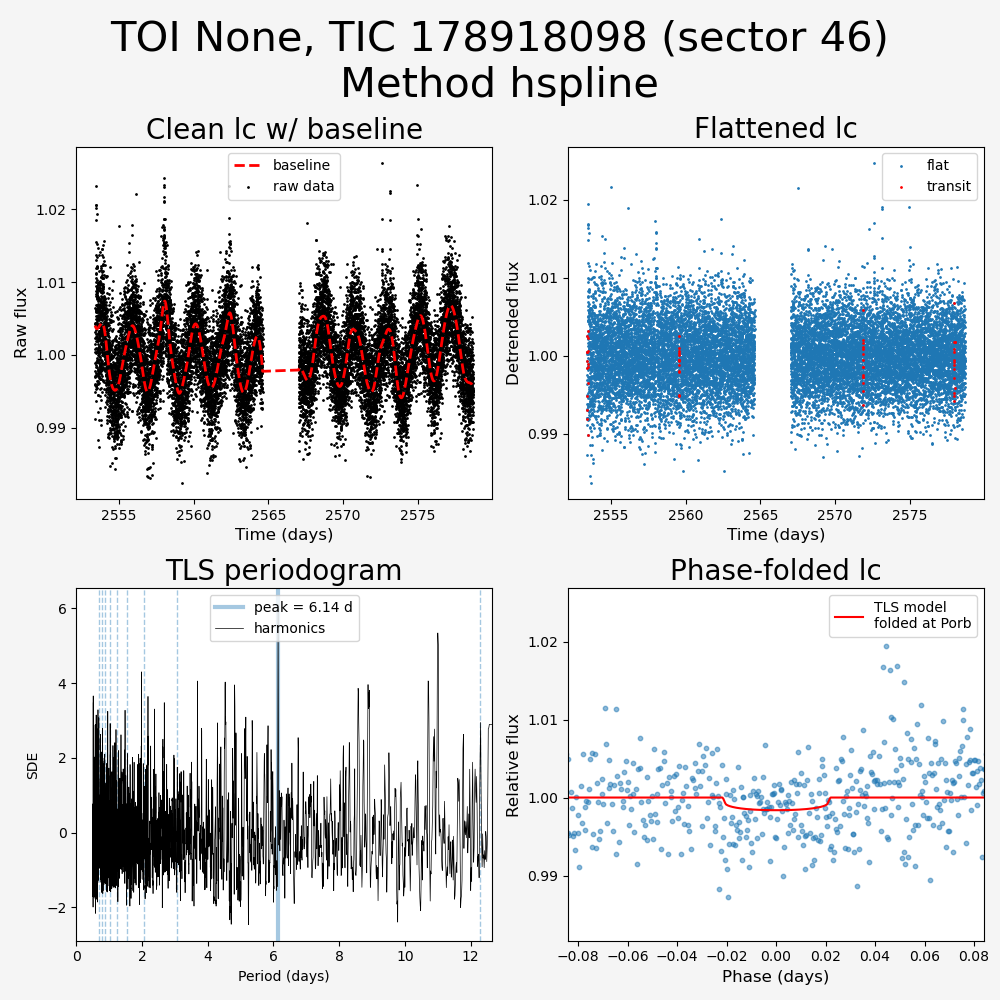 TOI None, TIC 178918098 (sector 46)
Method hspline
Clean lc w/ baseline
baseline
raw data
Raw flux
1.02
1.01
1.00
0.99
2555
2560
2565
2570
2575
Time (days)
Flattened lc
flat
transit
Detrended flux
1.02
1.01
1.00
0.99
2555
2560
2565
2570
2575
Time (days)
TLS periodogram
peak = 6.14 d
harmonics
SDE
6
4
2
0
−2
0
2
4
6
8
10
12
Period (days)
Phase-folded lc
TLS model
folded at Porb
Relative flux
1.02
1.01
1.00
0.99
−0.08
−0.06
−0.04
−0.02
0.00
0.02
0.04
0.06
0.08
Phase (days)